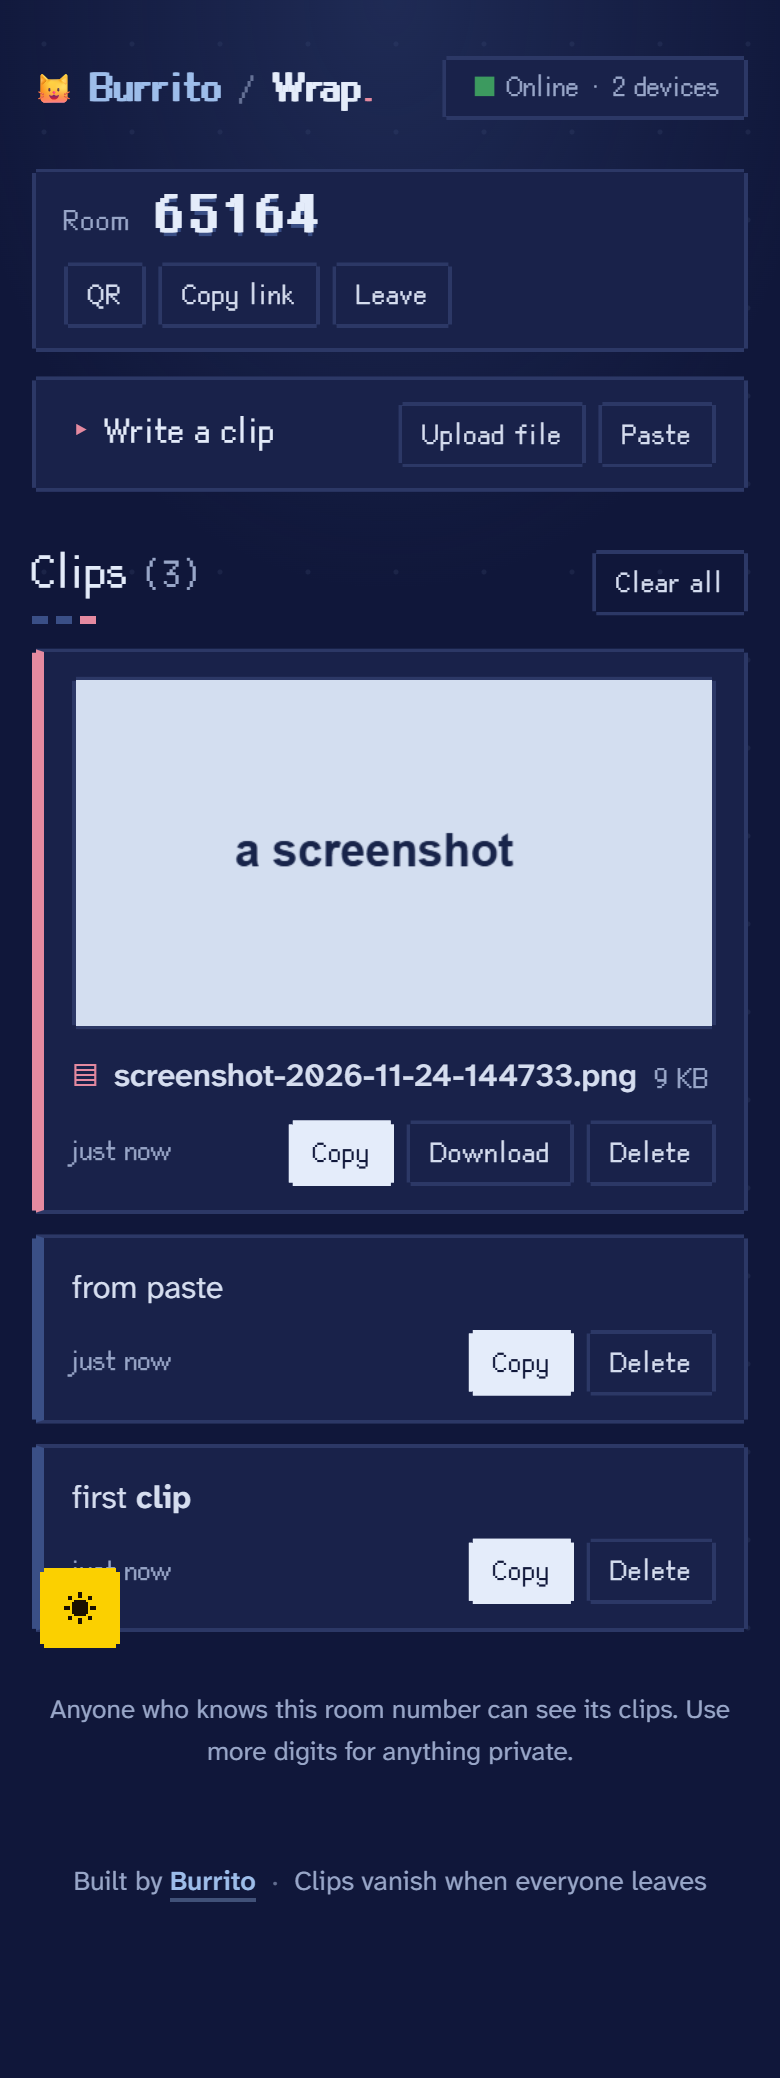 Burrito / Wrap.
Online · 2 devices
Room 65164
QR Copy link Leave
Write a clip Upload file Paste
Clips (3) Clear all
a screenshot
screenshot-2026-11-24-144733.png 9 KB
just now Copy Download Delete
from paste
just now Copy Delete
first clip
just now Copy Delete
Anyone who knows this room number can see its clips. Use
more digits for anything private.
Built by Burrito · Clips vanish when everyone leaves